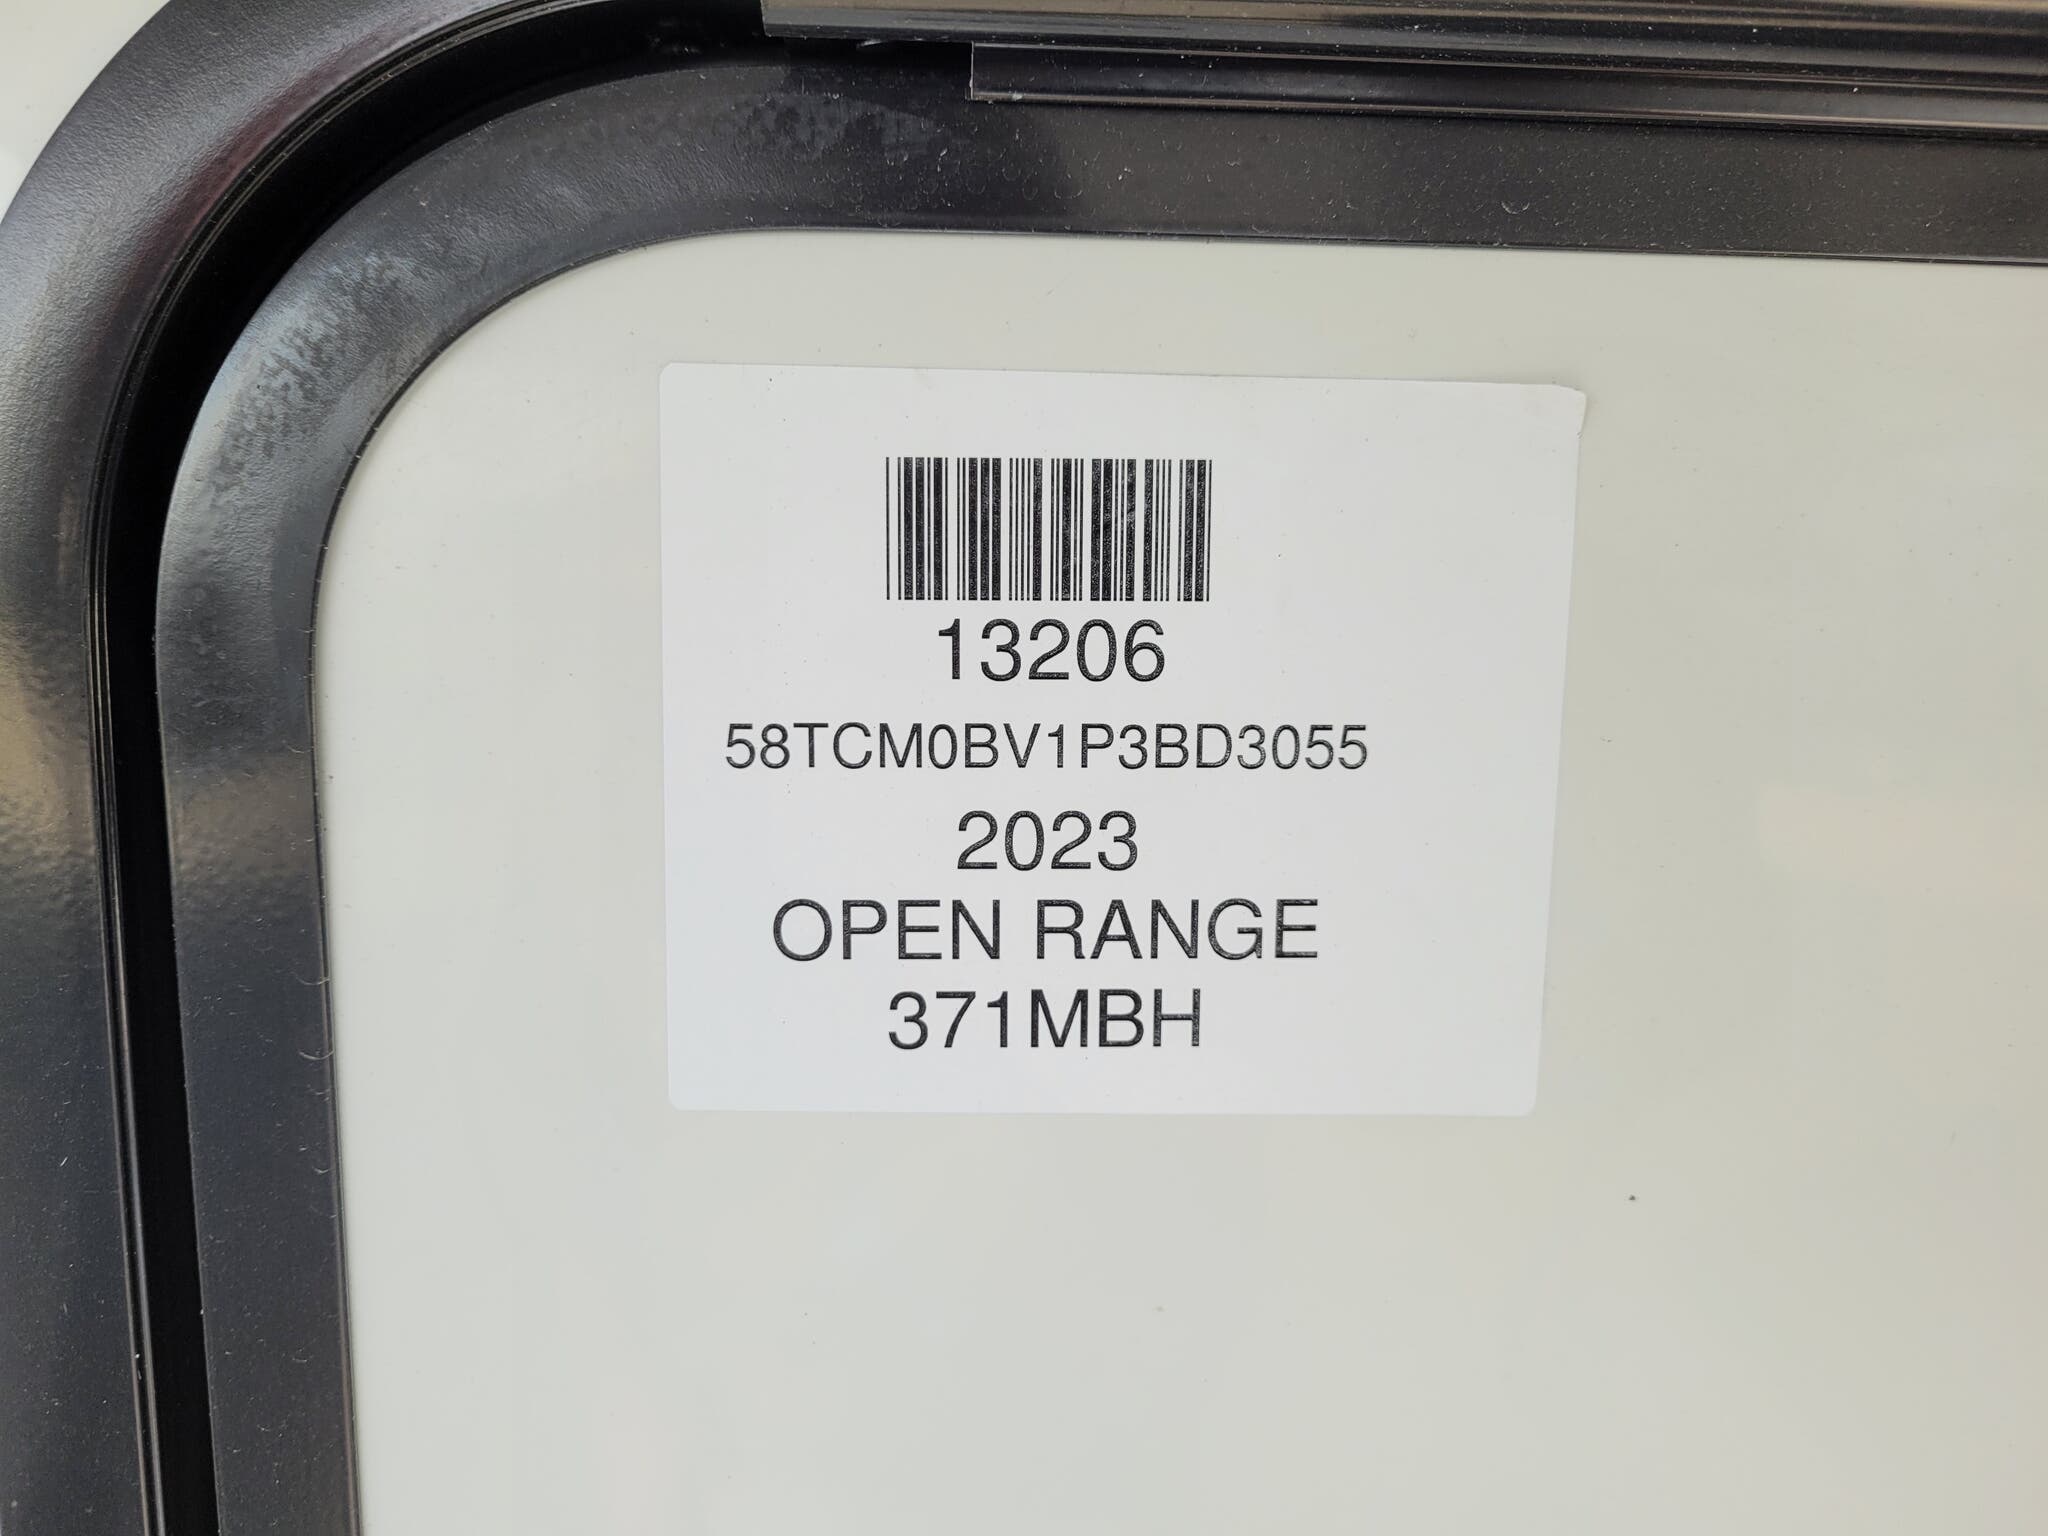 13206
58TCM0BV1P3BD3055
2023
OPEN RANGE
371MBH